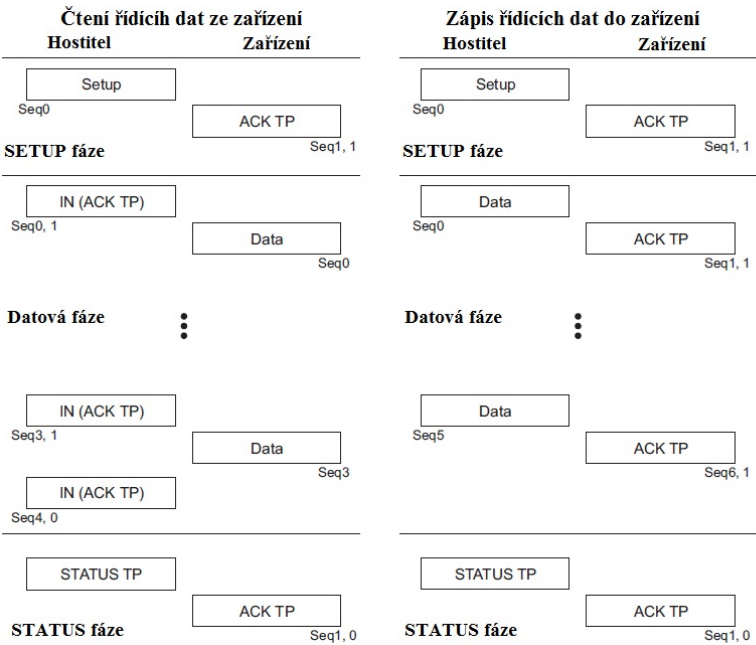 Čtení řídícíh dat ze zařízení
Hostitel Zařízení
Setup
Seq0
ACK TP
Seq1, 1
SETUP fáze
IN (ACK TP)
Seq0, 1
Data
Seq0
Datová fáze
IN (ACK TP)
Seq3, 1
Data
Seq3
IN (ACK TP)
Seq4, 0
STATUS TP
ACK TP
Seq1, 0
STATUS fáze
Zápis řídících dat do zařízení
Hostitel Zařízení
Setup
Seq0
ACK TP
Seq1, 1
SETUP fáze
Data
Seq0
ACK TP
Seq1, 1
Datová fáze
Data
Seq5
ACK TP
Seq6, 1
STATUS TP
ACK TP
Seq1, 0
STATUS fáze